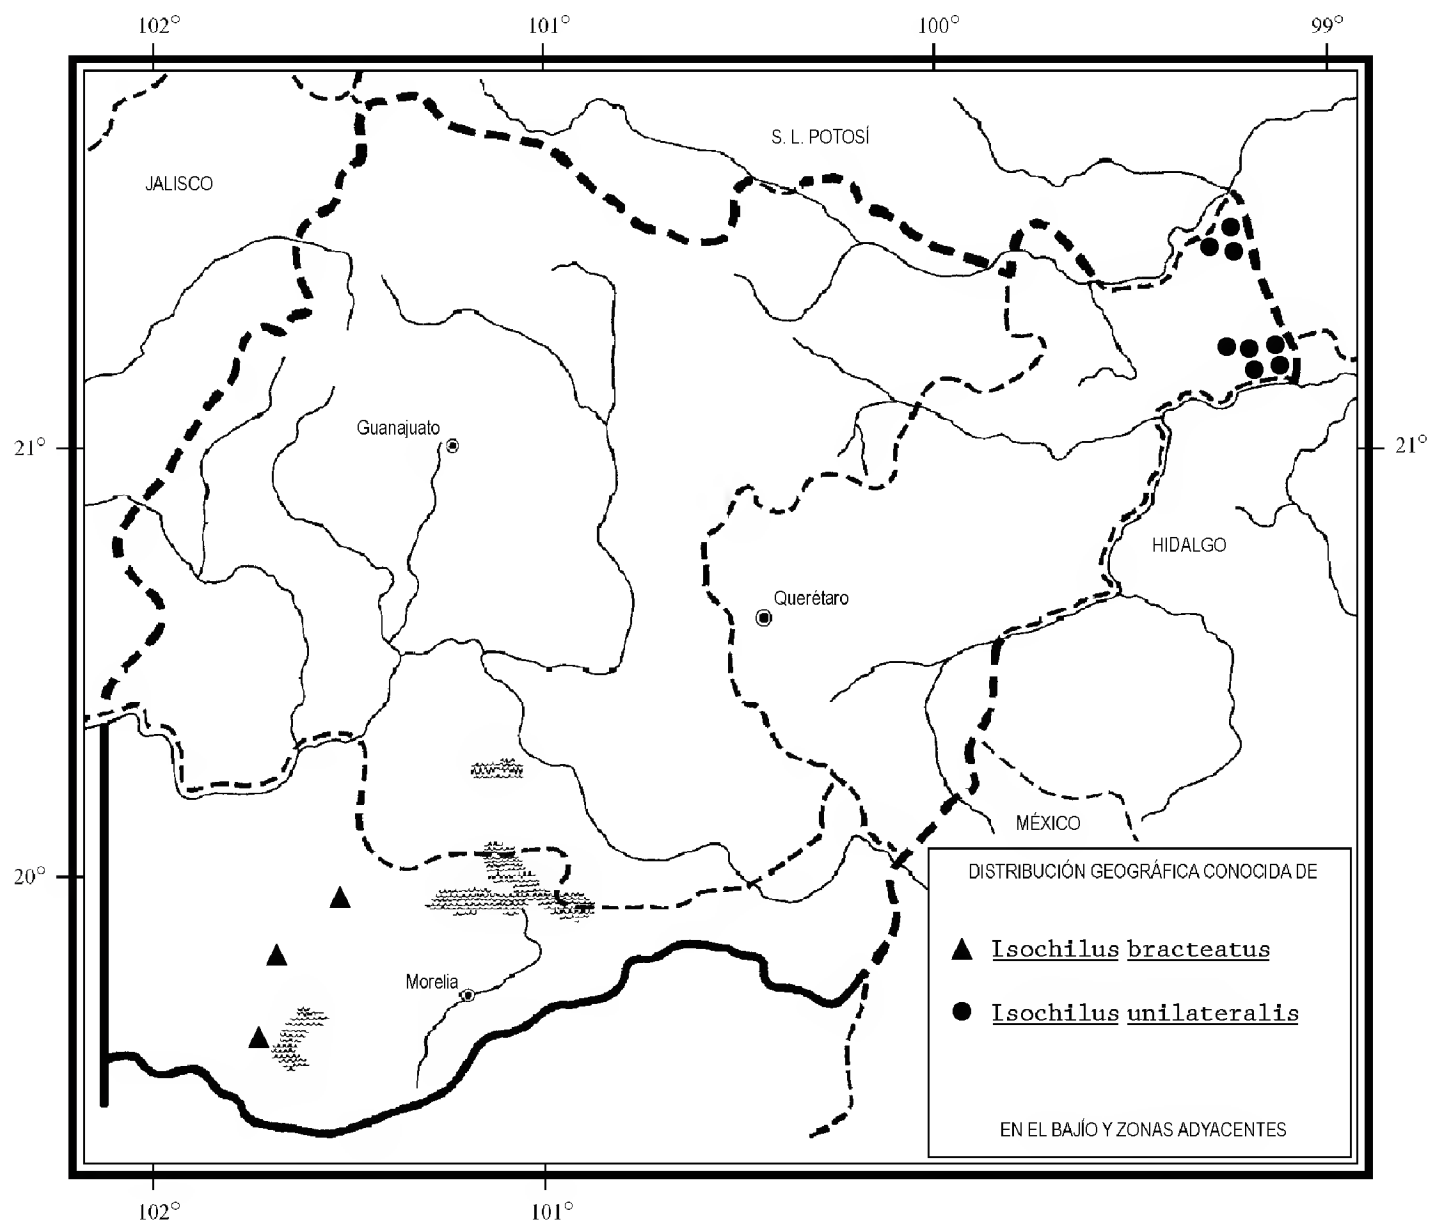 102° 101° 100° 99°
S. L. POTOSÍ
JALISCO
Guanajuato
21° 21°
HIDALGO
Querétaro
MÉXICO
20°
DISTRIBUCIÓN GEOGRÁFICA CONOCIDA DE
Isochilus bracteatus
Morelia
Isochilus unilateralis
EN EL BAJÍO Y ZONAS ADYACENTES
102° 101°